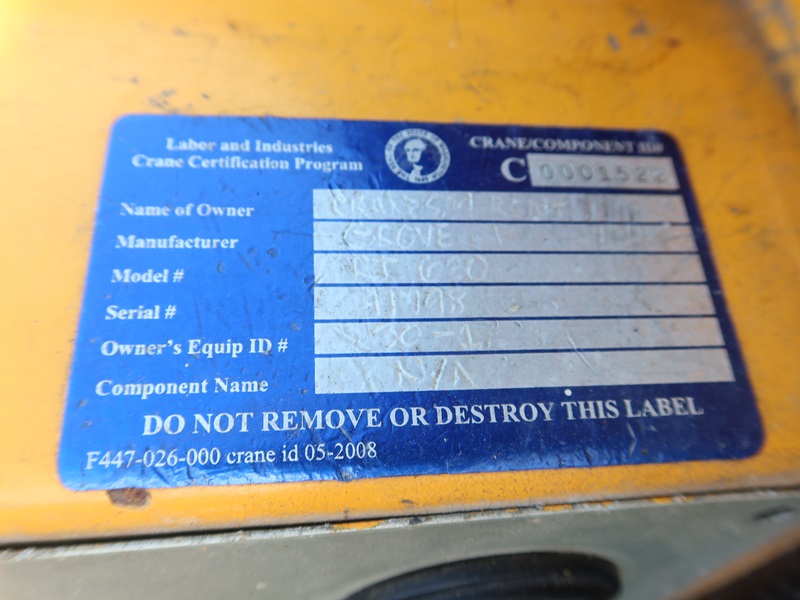 Labor and Industries
Crane Certification Program
CRANE/COMPONENT ID#
C 0001522
Name of Owner
Manufacturer GROVE
Model #
Serial #
Owner's Equip ID #
Component Name N/A
DO NOT REMOVE OR DESTROY THIS LABEL
F447-026-000 crane id 05-2008